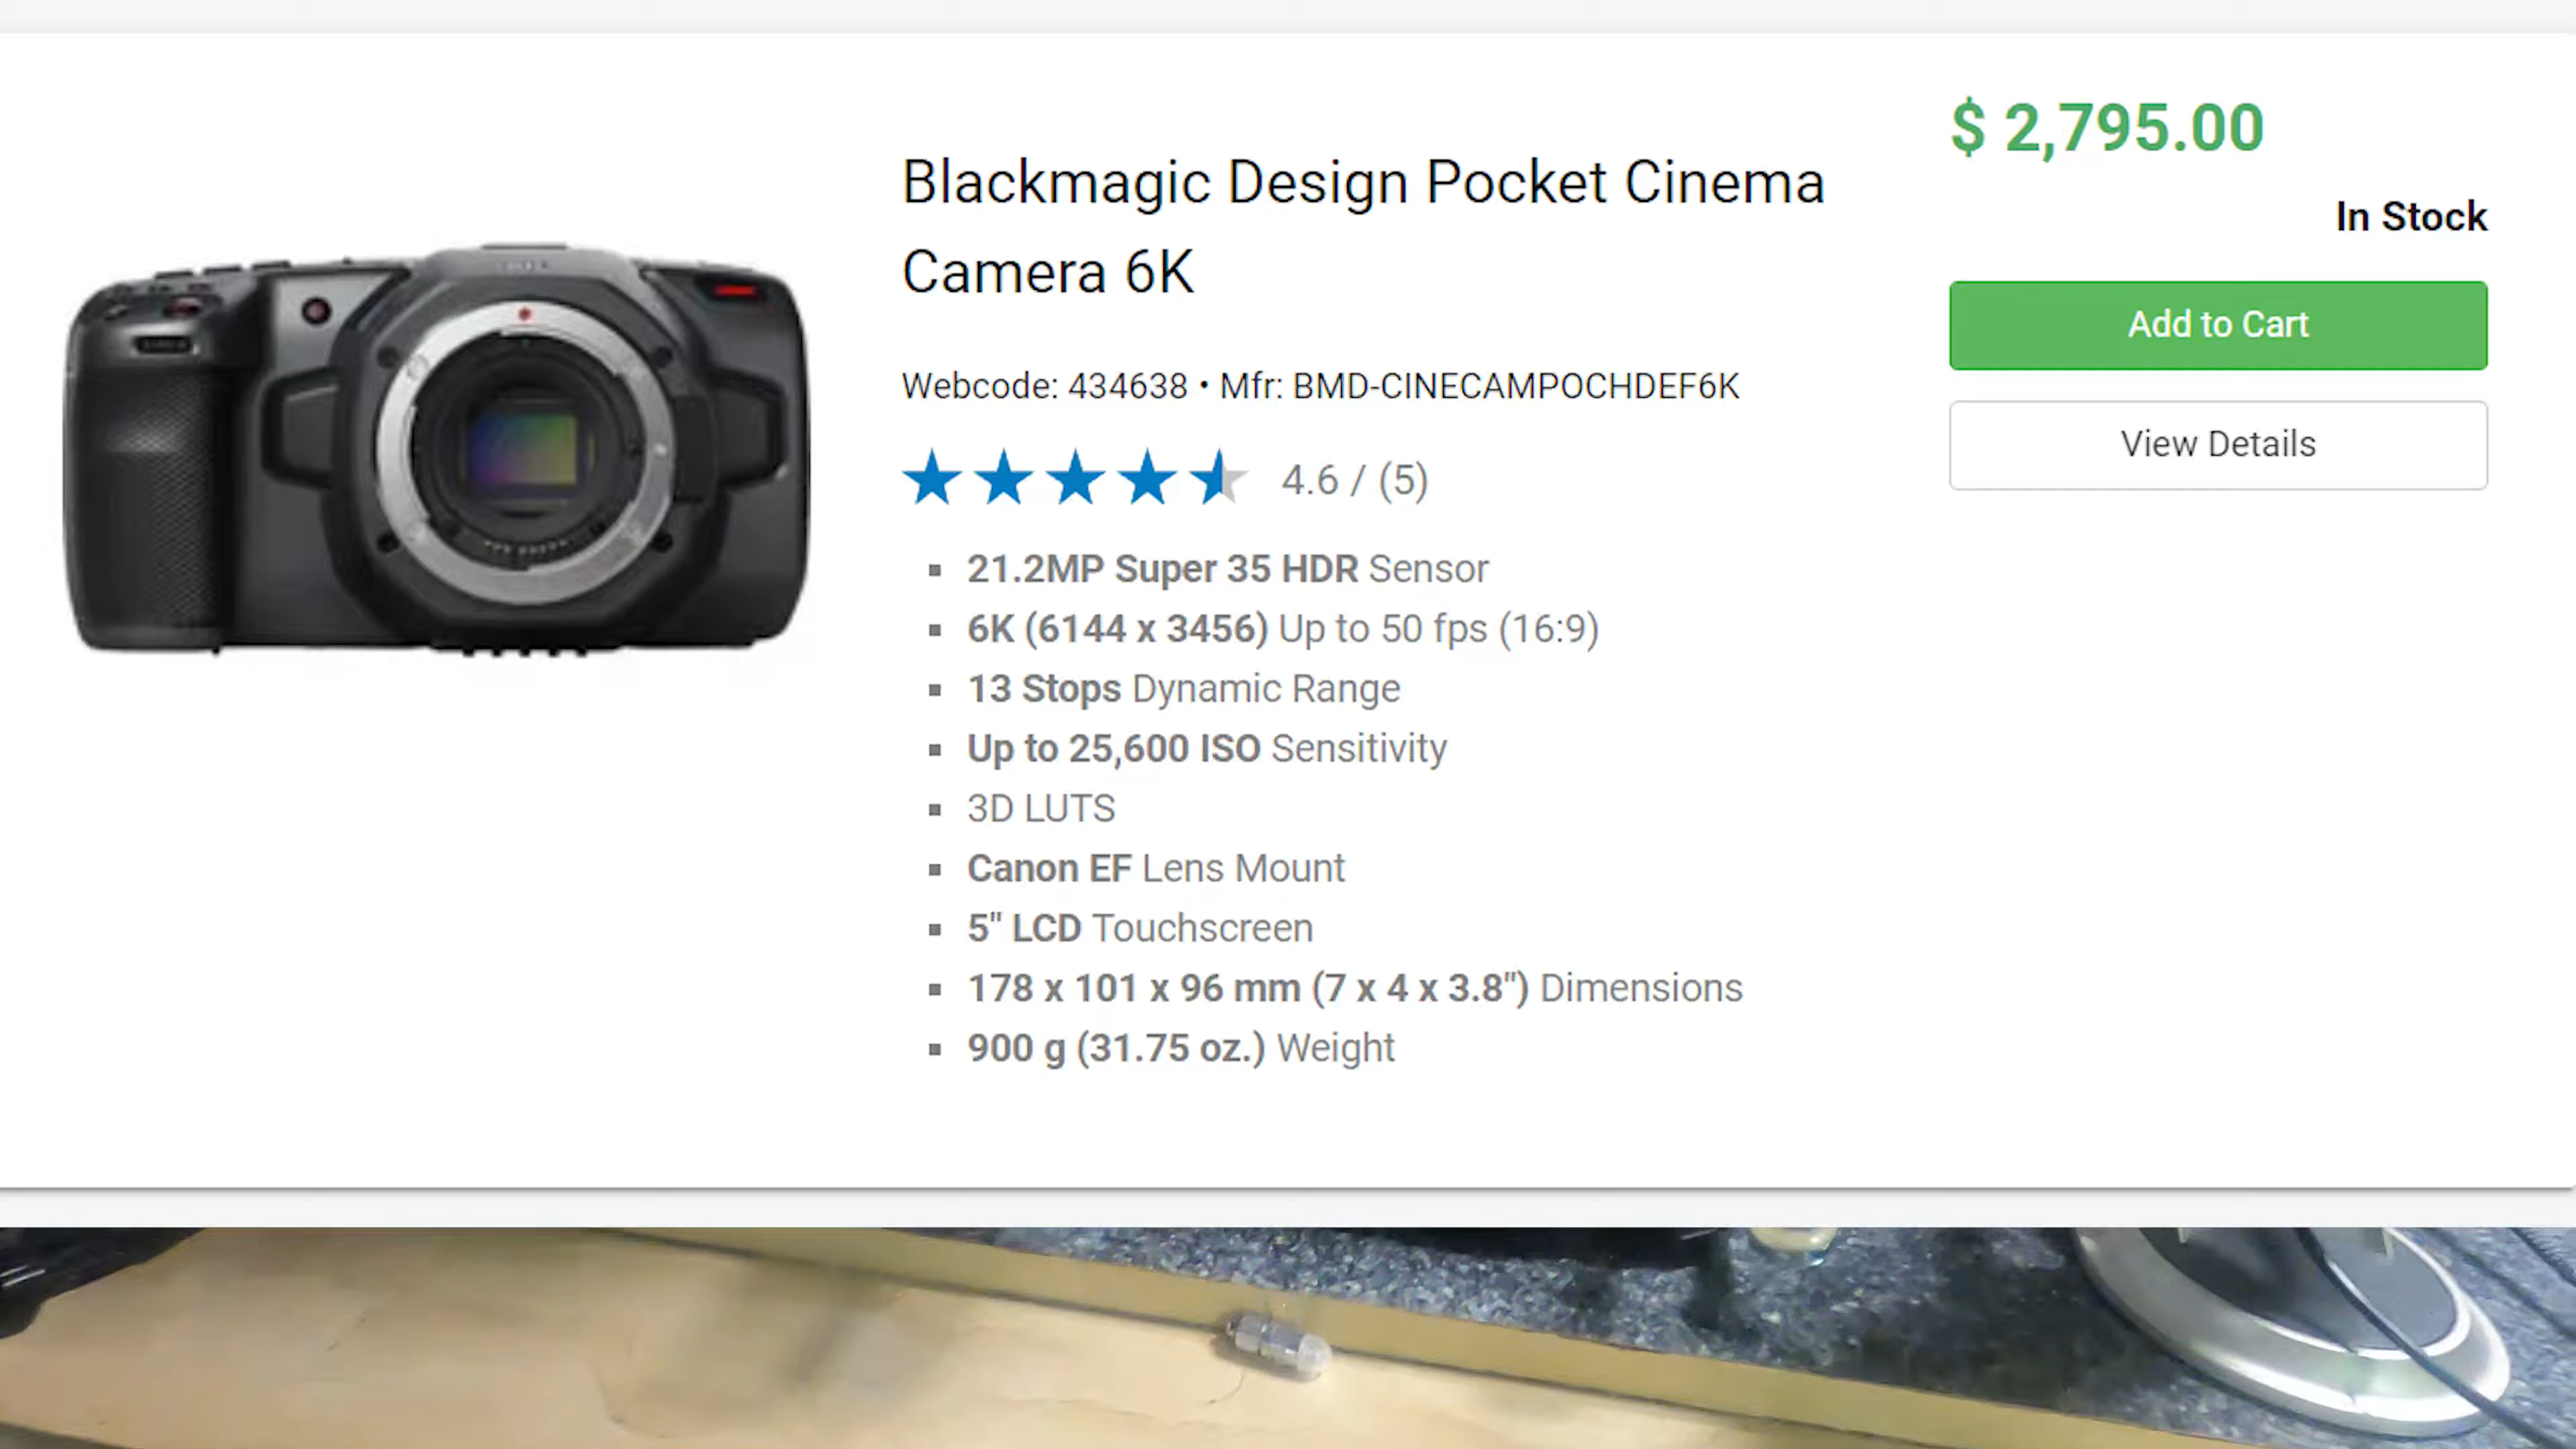 Blackmagic Design Pocket Cinema
Camera 6K
Webcode: 434638 • Mfr: BMD-CINECAMPOCHDEF6K
4.6 / (5)
21.2MP Super 35 HDR Sensor
6K (6144 x 3456) Up to 50 fps (16:9)
13 Stops Dynamic Range
Up to 25,600 ISO Sensitivity
3D LUTS
Canon EF Lens Mount
5" LCD Touchscreen
178 x 101 x 96 mm (7 x 4 x 3.8") Dimensions
900 g (31.75 oz.) Weight
$ 2,795.00
In Stock
Add to Cart
View Details